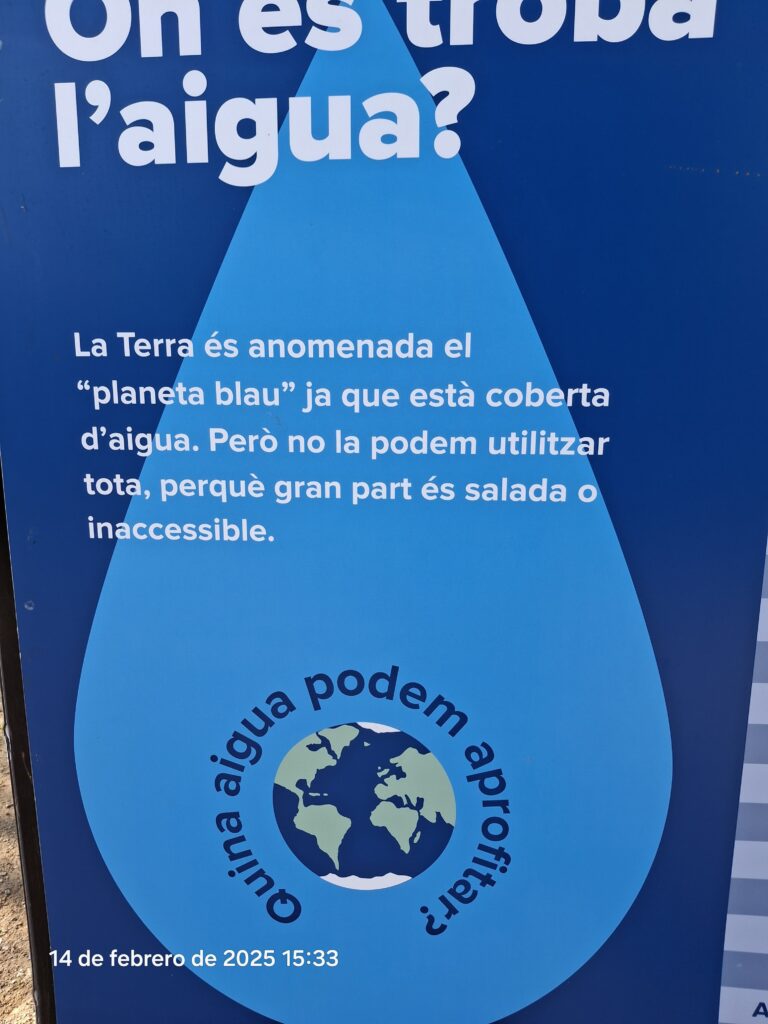 On es troba
l'aigua?
La Terra és anomenada el
“planeta blau” ja que està coberta
d'aigua. Però no la podem utilitzar
tota, perquè gran part és salada o
inaccessible.
Quina aigua podem aprofitar?
14 de febrero de 2025 15:33
A